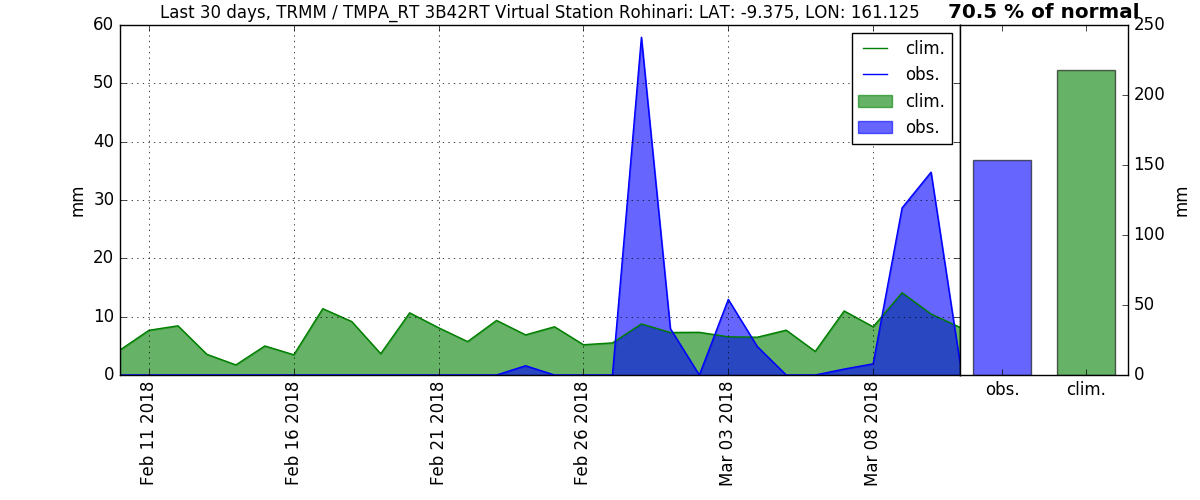 Last 30 days, TRMM / TMPA_RT 3B42RT Virtual Station Rohinari: LAT: -9.375, LON: 161.125
70.5 % of normal
60
50
40
30
20
10
0
mm
clim.
obs.
clim.
obs.
Feb 11 2018
Feb 16 2018
Feb 21 2018
Feb 26 2018
Mar 03 2018
Mar 08 2018
250
200
150
100
50
0
mm
obs.
clim.